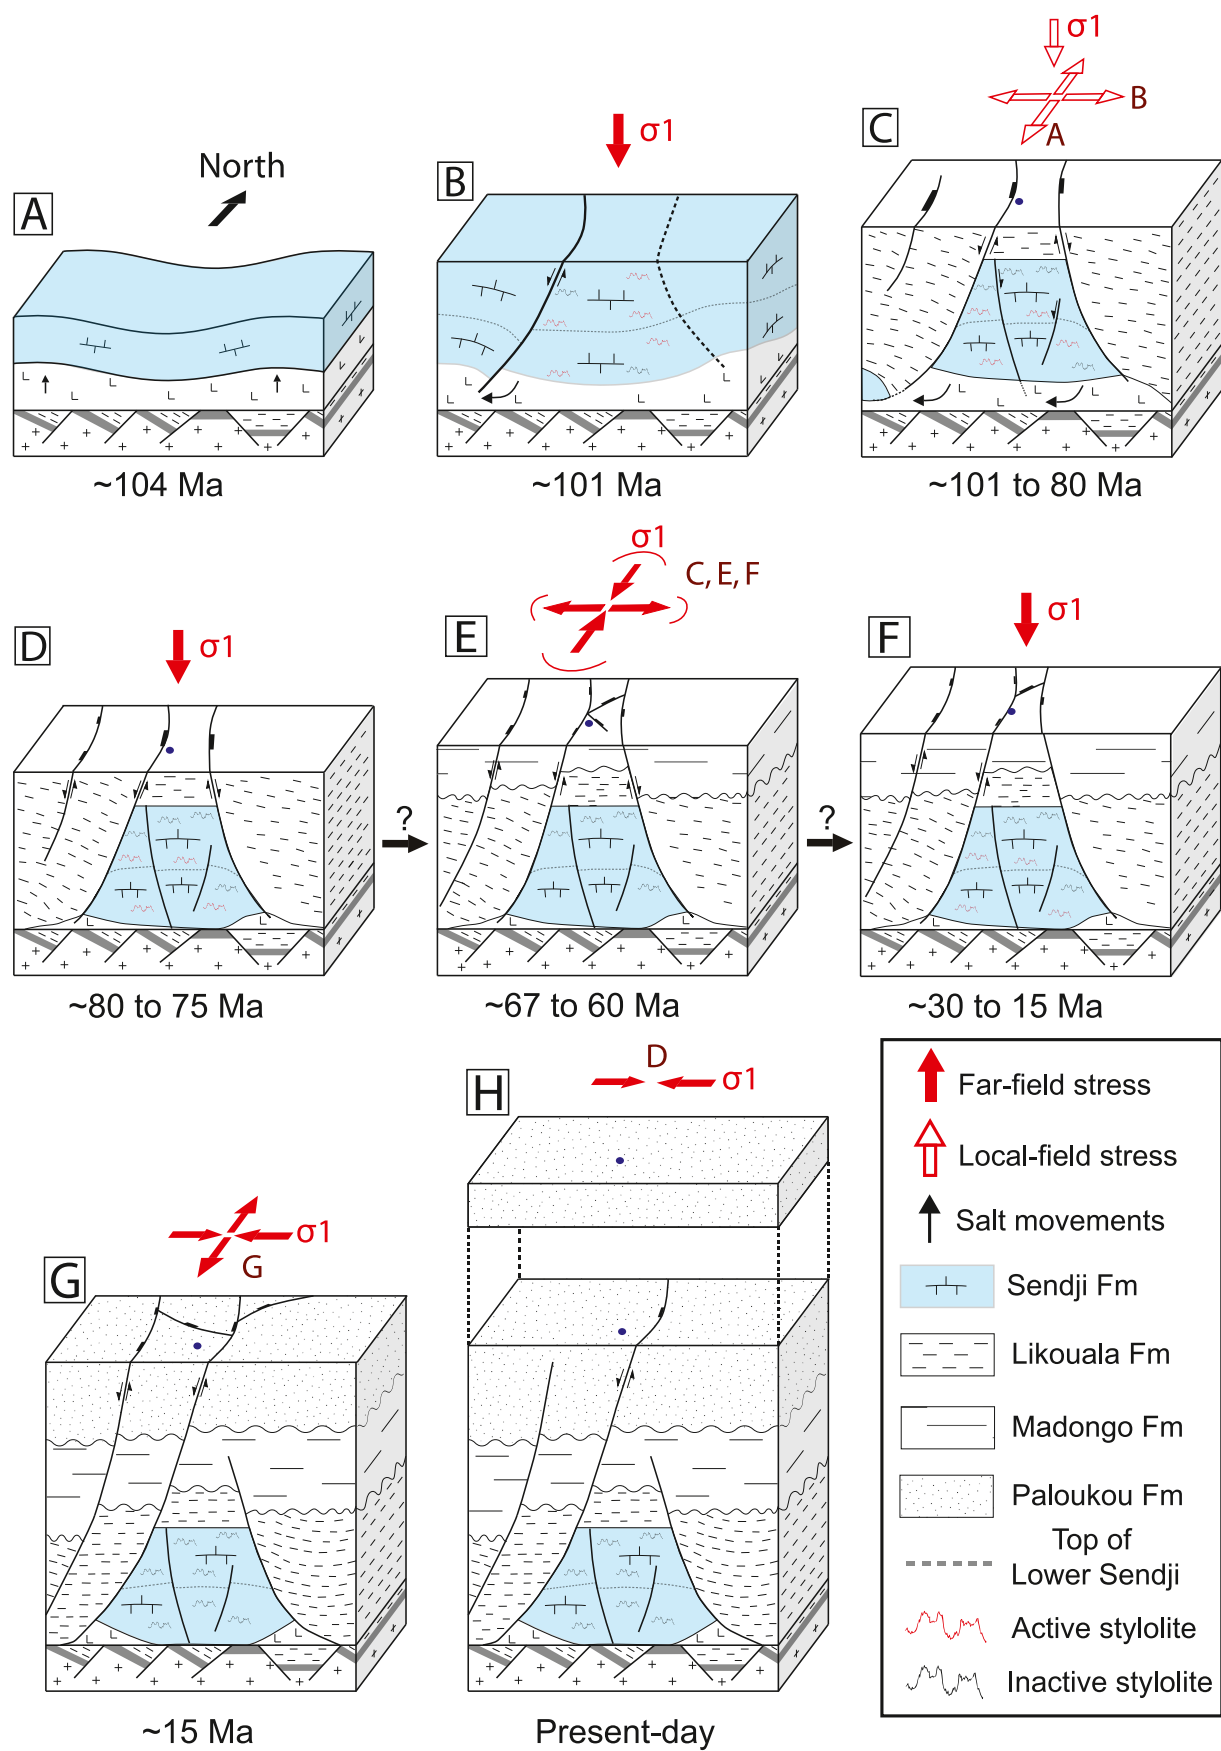 σ1
B
A
C
North
A
~104 Ma
σ1
B
~101 Ma
~101 to 80 Ma
σ1
D
~80 to 75 Ma
?
σ1
C, E, F
E
~67 to 60 Ma
?
σ1
F
~30 to 15 Ma
σ1
G
G
~15 Ma
D
σ1
H
Present-day
Far-field stress
Local-field stress
Salt movements
Sendji Fm
Likouala Fm
Madongo Fm
Paloukou Fm
Top of
Lower Sendji
Active stylolite
Inactive stylolite